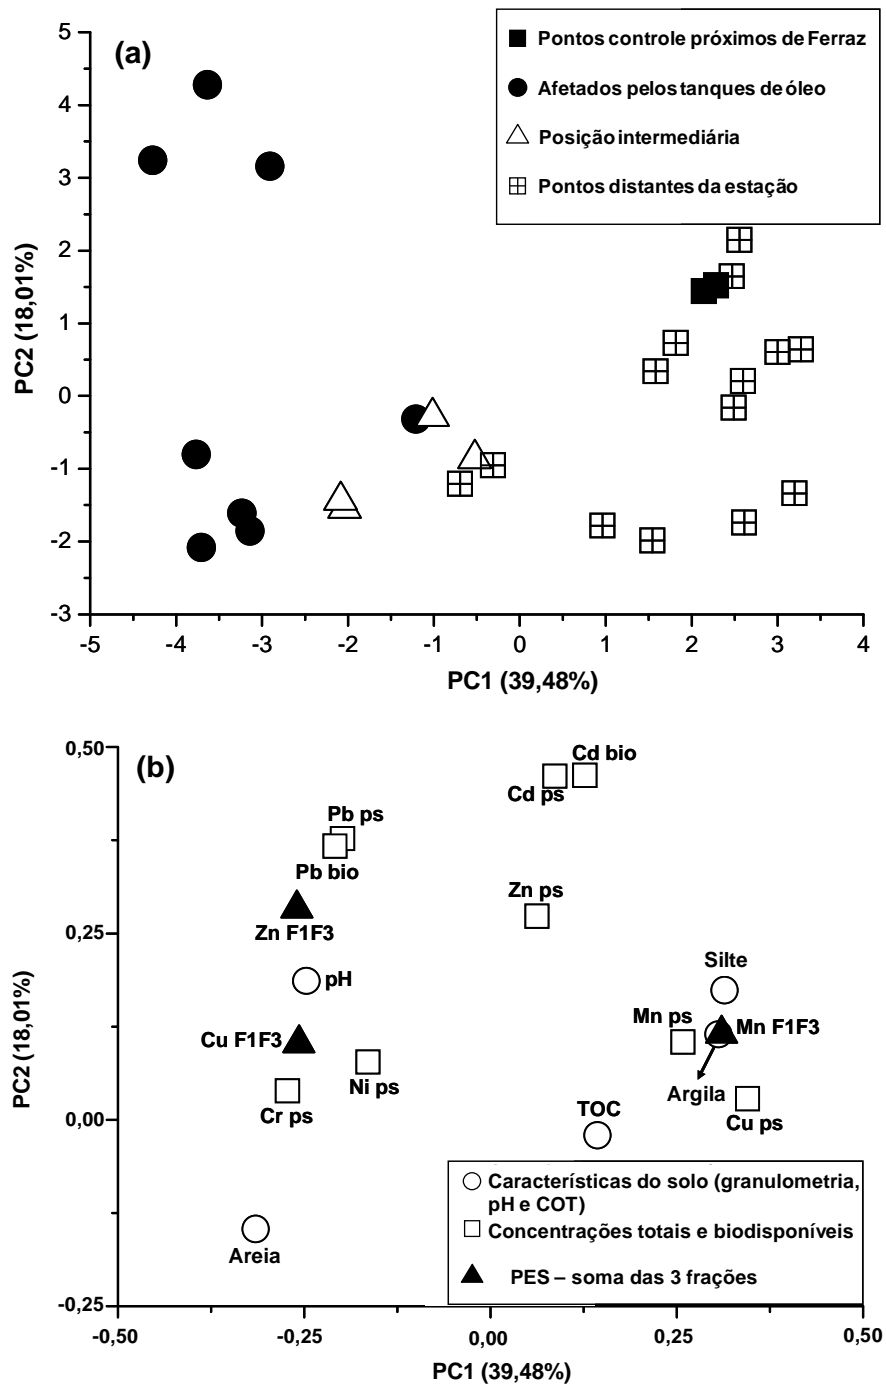 (a)
Pontos controle próximos de Ferraz
Afetados pelos tanques de óleo
Posição intermediária
Pontos distantes da estação
5
4
3
2
1
0
-1
-2
-3
PC2 (18,01%)
-5 -4 -3 -2 -1 0 1 2 3 4
PC1 (39,48%)
(b)
0,50
0,25
0,00
-0,25
PC2 (18,01%)
Cd bio
Cd ps
Pb ps
Pb bio
Zn ps
Zn F1F3
pH
Silte
Mn ps
Mn F1F3
Cu F1F3
Ni ps
Cr ps
Argila
TOC
Cu ps
Areia
Características do solo (granulometria,
pH e COT)
Concentrações totais e biodisponíveis
PES – soma das 3 frações
-0,50 -0,25 0,00 0,25 0,50
PC1 (39,48%)